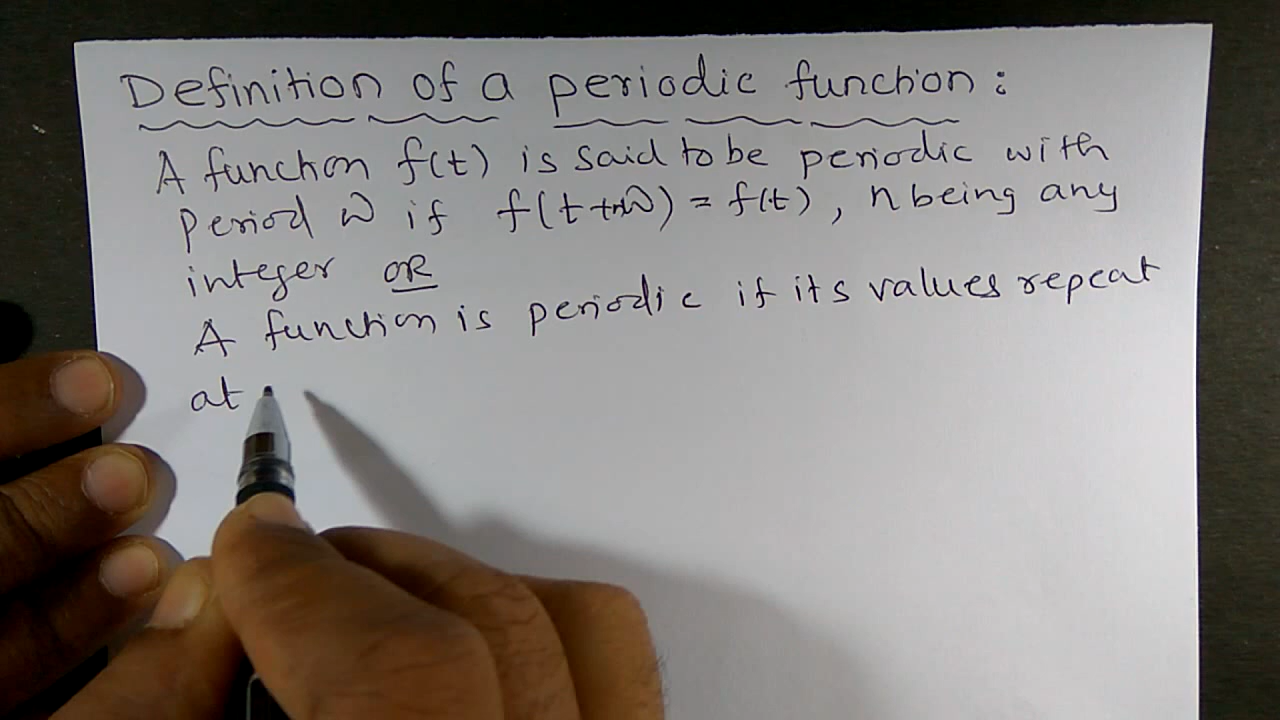 Definition of a periodic function :
A function f(t) is said to be periodic with
period ω if f(t+nω) = f(t), n being any
integer OR
A function is periodic if its values repeat
at